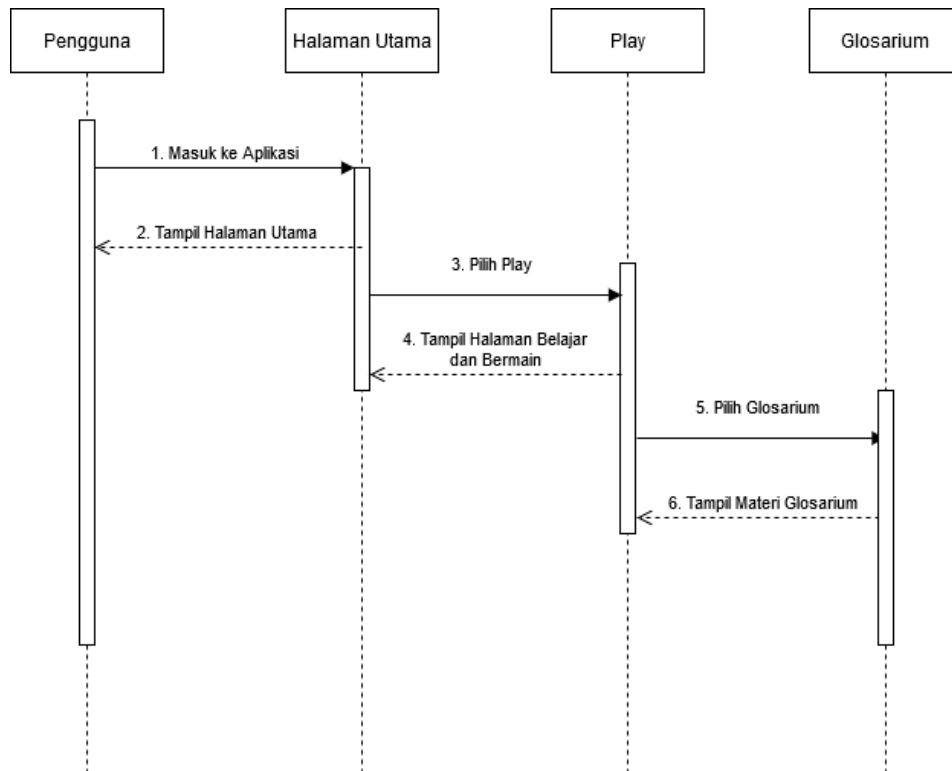 Pengguna
Halaman Utama
Play
Glosarium
1. Masuk ke Aplikasi
2. Tampil Halaman Utama
3. Pilih Play
4. Tampil Halaman Belajar
dan Bermain
5. Pilih Glosarium
6. Tampil Materi Glosarium